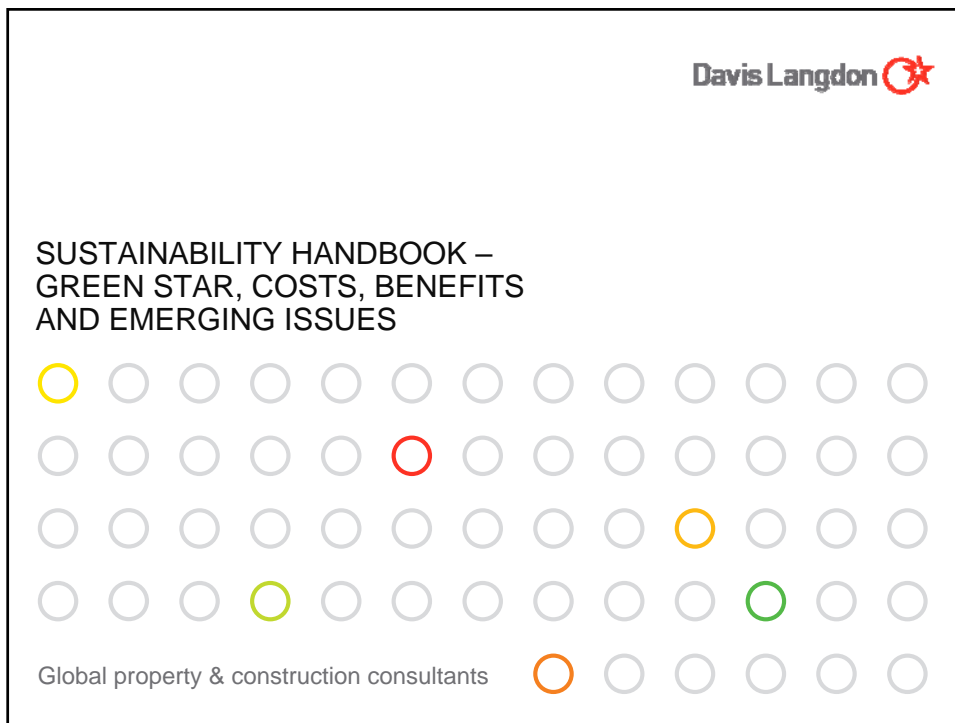 Davis Langdon
SUSTAINABILITY HANDBOOK –
GREEN STAR, COSTS, BENEFITS
AND EMERGING ISSUES
Global property & construction consultants